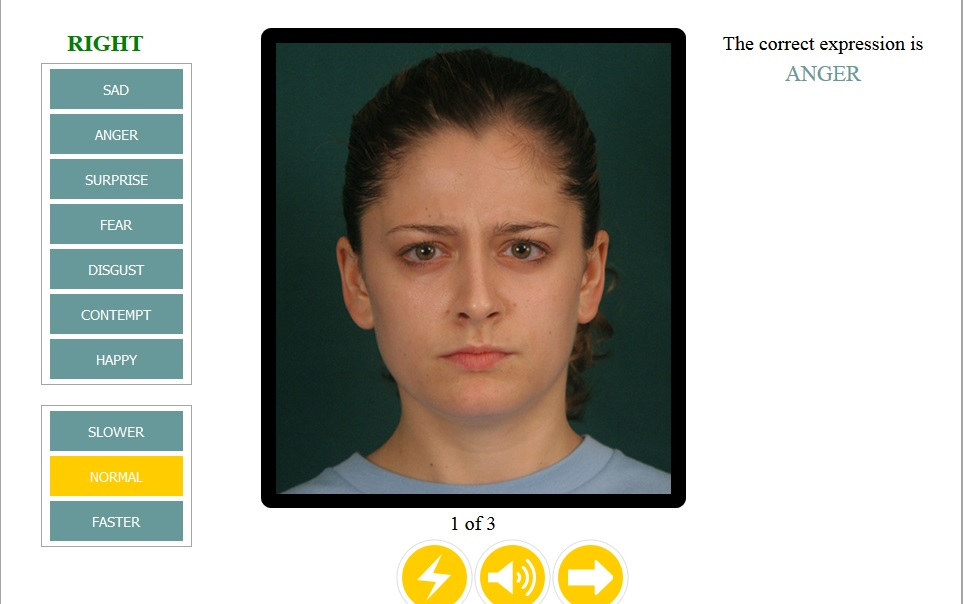 RIGHT
SAD
ANGER
SURPRISE
FEAR
DISGUST
CONTEMPT
HAPPY
SLOWER
NORMAL
FASTER
1 of 3
The correct expression is
ANGER